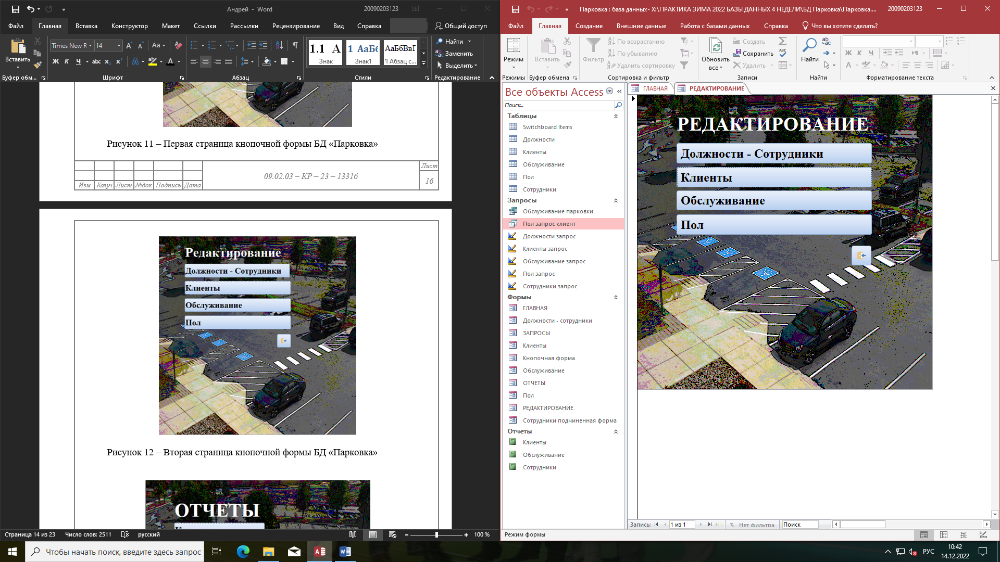 Андрей - Word
20090203123
Файл
Главная
Вставка
Конструктор
Макет
Ссылки
Рассылки
Рецензирование
Вид
Справка
Общий доступ
Вставить
Times New R
14
Aa
Ж К Ч abc x₂ x²
1.1 А
Знак
1 АаБб
Знак1
АаБбВвГ
¶ Абзац с...
Найти
Заменить
Выделить
Буфер обм...
Шрифт
Абзац
Стили
Редактирование
Рисунок 11 – Первая страница кнопочной формы БД «Парковка»
Изм
Колуч
Лист
№док
Подпись
Дата
09.02.03 – КР – 23 – 13316
Лист
16
Редактирование
Должности - Сотрудники
Клиенты
Обслуживание
Пол
Рисунок 12 – Вторая страница кнопочной формы БД «Парковка»
ОТЧЕТЫ
Клиенты
Страница 14 из 23
Число слов: 2511
русский
100 %
Парковка : база данных- X:\ПРАКТИКА ЗИМА 2022 БАЗЫ ДАННЫХ 4 НЕДЕЛИ\БД Парковка\Парковка....
20090203123
Файл
Главная
Создание
Внешние данные
Работа с базами данных
Справка
Что вы хотите сделать?
Режим
Вставить
Фильтр
По возрастанию
По убыванию
Удалить сортировку
Обновить все
Создать
Сохранить
Удалить
Найти
Ж К Ч
Режимы
Буфер обмена
Сортировка и фильтр
Записи
Найти
Форматирование текста
Все объекты Access
Поиск...
Таблицы
Switchboard Items
Должности
Клиенты
Обслуживание
Пол
Сотрудники
Запросы
Обслуживание парковки
Пол запрос клиент
Должности запрос
Клиенты запрос
Обслуживание запрос
Пол запрос
Сотрудники запрос
Формы
ГЛАВНАЯ
Должности - сотрудники
ЗАПРОСЫ
Клиенты
Кнопочная форма
Обслуживание
ОТЧЕТЫ
Пол
РЕДАКТИРОВАНИЕ
Сотрудники подчиненная форма
Отчеты
Клиенты
Обслуживание
Сотрудники
ГЛАВНАЯ
РЕДАКТИРОВАНИЕ
РЕДАКТИРОВАНИЕ
Должности - Сотрудники
Клиенты
Обслуживание
Пол
Запись:
1 из 1
Нет фильтра
Поиск
Режим формы
Чтобы начать поиск, введите здесь запрос
РУС
10:42
14.12.2022